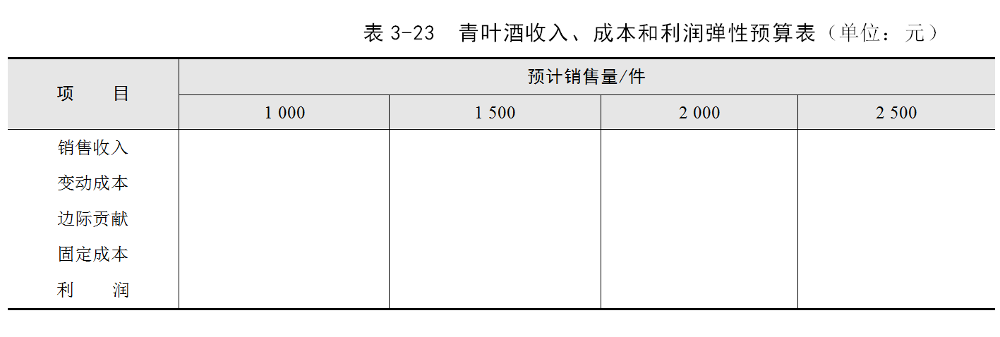 表 3-23 青叶酒收入、成本和利润弹性预算表（单位：元）
项 目
预计销售量/件
1 000 1 500 2 000 2 500
销售收入
变动成本
边际贡献
固定成本
利 润